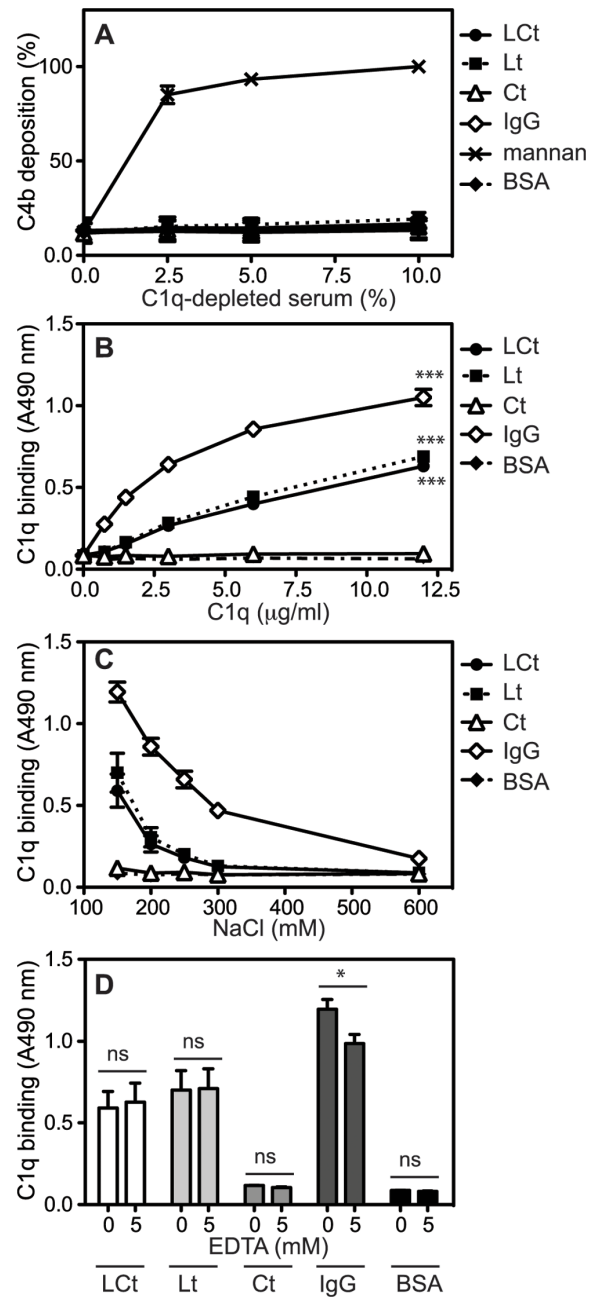 A
C4b deposition (%)
100
50
0.0
0.0 2.5 5.0 7.5 10.0
C1q-depleted serum (%)
LCt
Lt
Ct
IgG
mannan
BSA
B
C1q binding (A490 nm)
1.5
1.0
0.5
0.0
0.0 2.5 5.0 7.5 10.0 12.5
C1q (μg/ml)
***
***
***
LCt
Lt
Ct
IgG
BSA
C
C1q binding (A490 nm)
1.5
1.0
0.5
0.0
100 200 300 400 500 600
NaCl (mM)
LCt
Lt
Ct
IgG
BSA
D
C1q binding (A490 nm)
1.5
1.0
0.5
0.0
ns ns ns * ns
0 5 0 5 0 5 0 5 0 5
EDTA (mM)
LCt Lt Ct IgG BSA